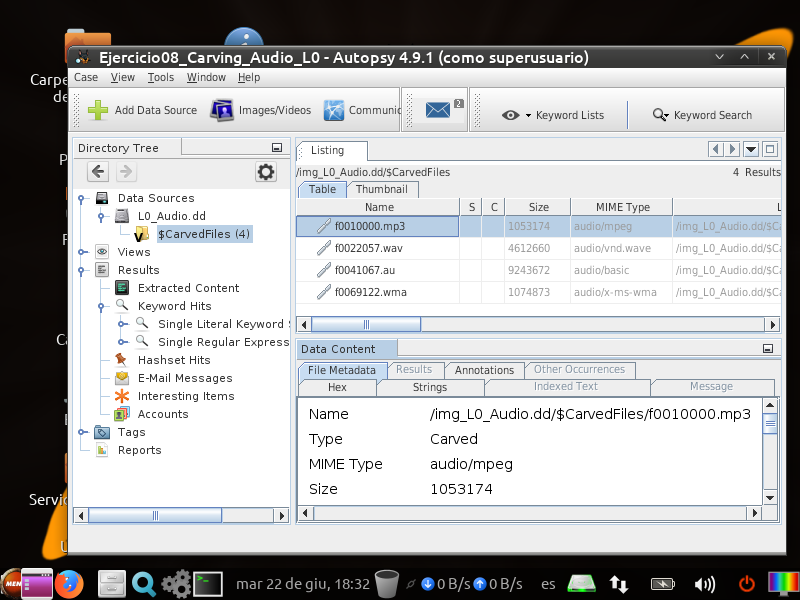 Ejercicio08_Carving_Audio_L0 - Autopsy 4.9.1 (como superusuario)
Case View Tools Window Help
Add Data Source Images/Videos Communic 2 Keyword Lists Keyword Search
Directory Tree
Data Sources
L0_Audio.dd
$CarvedFiles (4)
Views
Results
Extracted Content
Keyword Hits
Single Literal Keyword S
Single Regular Express
Hashset Hits
E-Mail Messages
Interesting Items
Accounts
Tags
Reports
Listing
/img_L0_Audio.dd/$CarvedFiles 4 Results
Table Thumbnail
Name S C Size MIME Type L
f0010000.mp3 1053174 audio/mpeg /img_L0_Audio.dd/$Ca
f0022057.wav 4612660 audio/vnd.wave /img_L0_Audio.dd/$Ca
f0041067.au 9243672 audio/basic /img_L0_Audio.dd/$Ca
f0069122.wma 1074873 audio/x-ms-wma /img_L0_Audio.dd/$Ca
Data Content
File Metadata Results Annotations Other Occurrences
Hex Strings Indexed Text Message
Name /img_L0_Audio.dd/$CarvedFiles/f0010000.mp3
Type Carved
MIME Type audio/mpeg
Size 1053174
Carpe
de
Servic
mar 22 de giu, 18:32 0 B/s 0 B/s es